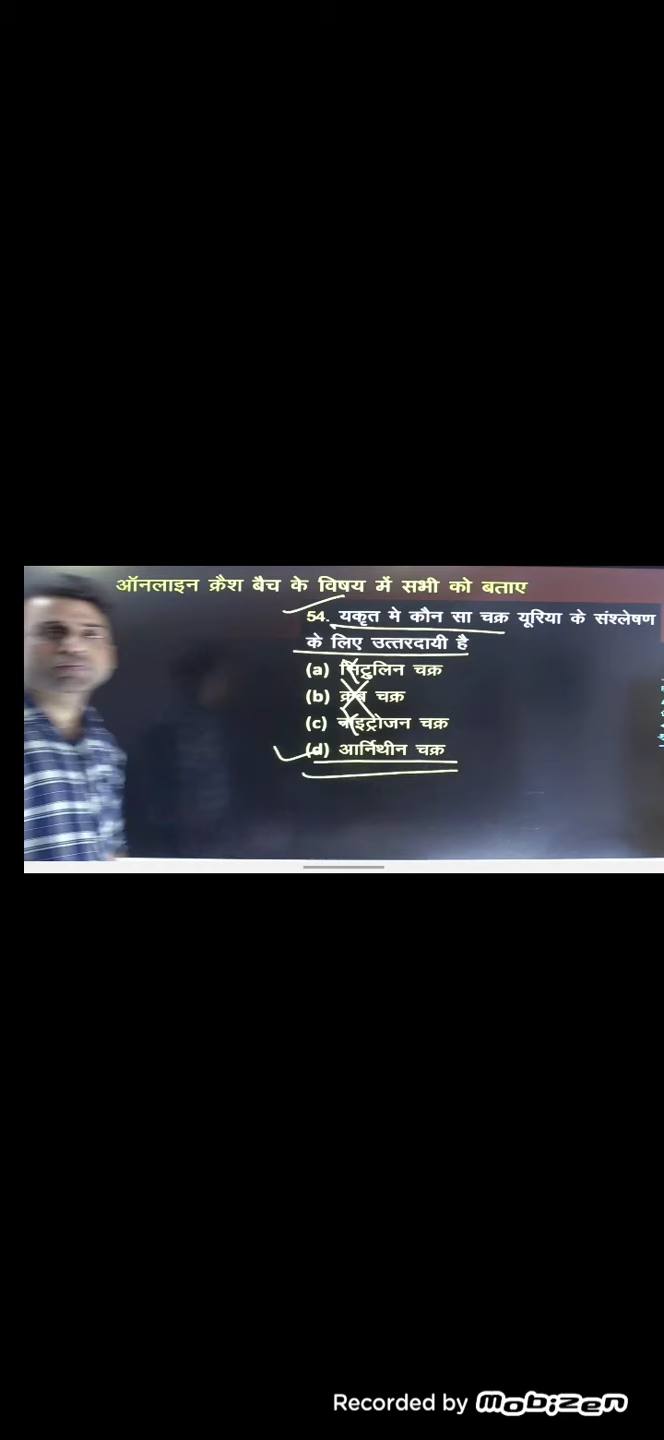 ऑनलाइन क्रैश बैच के विषय में सभी को बताए
54. यकृत मे कौन सा चक्र यूरिया के संश्लेषण
के लिए उत्तरदायी है
(a) सिटुलिन चक्र
(b) क्रेब चक्र
(c) नाइट्रोजन चक्र
(d) आर्निथीन चक्र
Recorded by Mobizen